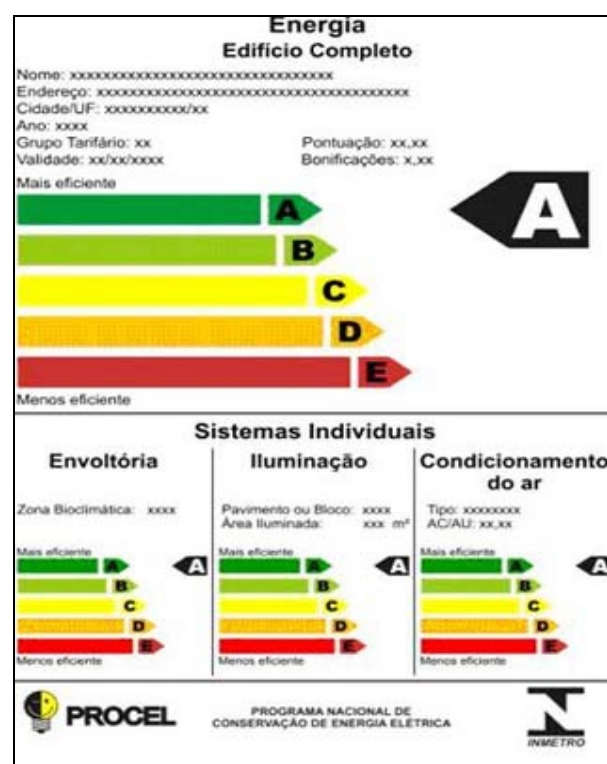 Energia
Edifício Completo
Nome: xxxxxxxxxxxxxxxxxxxxxxxxxxxxxxxx
Endereço: xxxxxxxxxxxxxxxxxxxxxxxxxxxxxxxxxxxxxx
Cidade/UF: xxxxxxxxxx/xx
Ano: xxxx
Grupo Tarifário: xx Pontuação: xx,xx
Validade: xx/xx/xxxx Bonificações: x,xx
Mais eficiente
A A
B
C
D
E
Menos eficiente
Sistemas Individuais
Envoltória
Zona Bioclimática: xxxx
Mais eficiente
A A
B
C
D
E
Menos eficiente
Iluminação
Pavimento ou Bloco: xxxx
Área Iluminada: xxx m²
Mais eficiente
A A
B
C
D
E
Menos eficiente
Condicionamento
do ar
Tipo: xxxxxxxx
AC/AU: xx,xx
Mais eficiente
A A
B
C
D
E
Menos eficiente
PROCEL
PROGRAMA NACIONAL DE
CONSERVAÇÃO DE ENERGIA ELÉTRICA
INMETRO